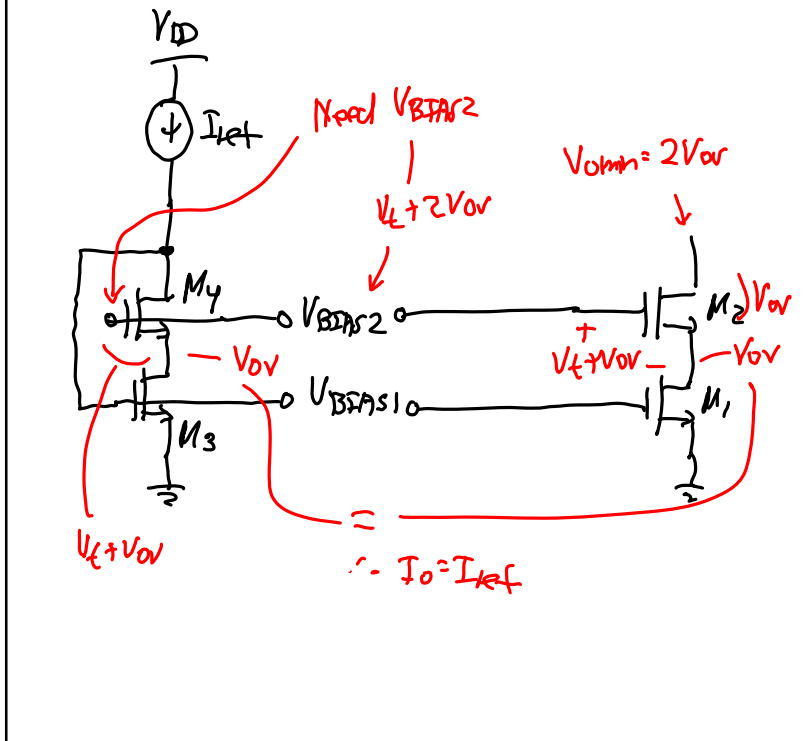 VDD
Iref
Need VBIAS2
Vt+2Vov
Vomin=2Vov
M4
VBIAS2
M2
Vov
+
Vt+Vov -
Vov
Vov
VBIAS1
M1
M3
Vt+Vov
=
∴ Io=Iref